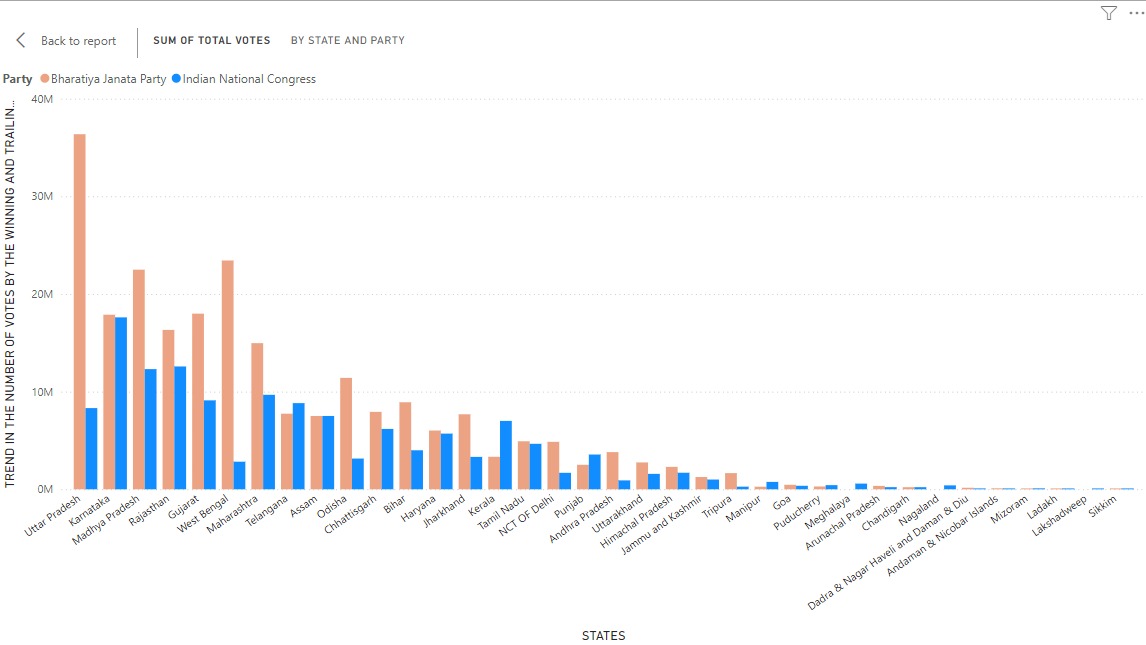 Back to report
SUM OF TOTAL VOTES
BY STATE AND PARTY
Party
Bharatiya Janata Party
Indian National Congress
TREND IN THE NUMBER OF VOTES BY THE WINNING AND TRAILIN...
40M
30M
20M
10M
0M
Uttar Pradesh
Karnataka
Madhya Pradesh
Rajasthan
Gujarat
West Bengal
Maharashtra
Telangana
Assam
Odisha
Chhattisgarh
Bihar
Haryana
Jharkhand
Kerala
Tamil Nadu
NCT OF Delhi
Punjab
Andhra Pradesh
Uttarakhand
Himachal Pradesh
Jammu and Kashmir
Tripura
Manipur
Goa
Puducherry
Meghalaya
Arunachal Pradesh
Chandigarh
Nagaland
Dadra & Nagar Haveli and Daman & Diu
Andaman & Nicobar Islands
Mizoram
Ladakh
Lakshadweep
Sikkim
STATES